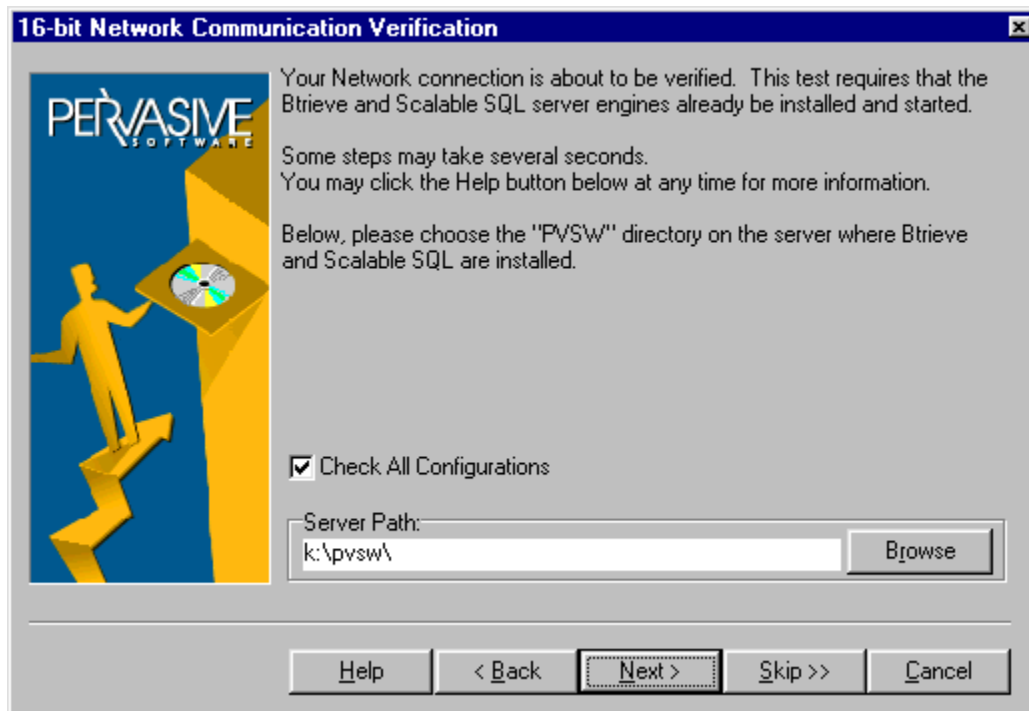 16-bit Network Communication Verification
PERVASIVE
SOFTWARE
Your Network connection is about to be verified. This test requires that the
Btrieve and Scalable SQL server engines already be installed and started.
Some steps may take several seconds.
You may click the Help button below at any time for more information.
Below, please choose the "PVSW" directory on the server where Btrieve
and Scalable SQL are installed.
Check All Configurations
Server Path:
k:\pvsw\
Browse
Help
< Back
Next >
Skip >>
Cancel